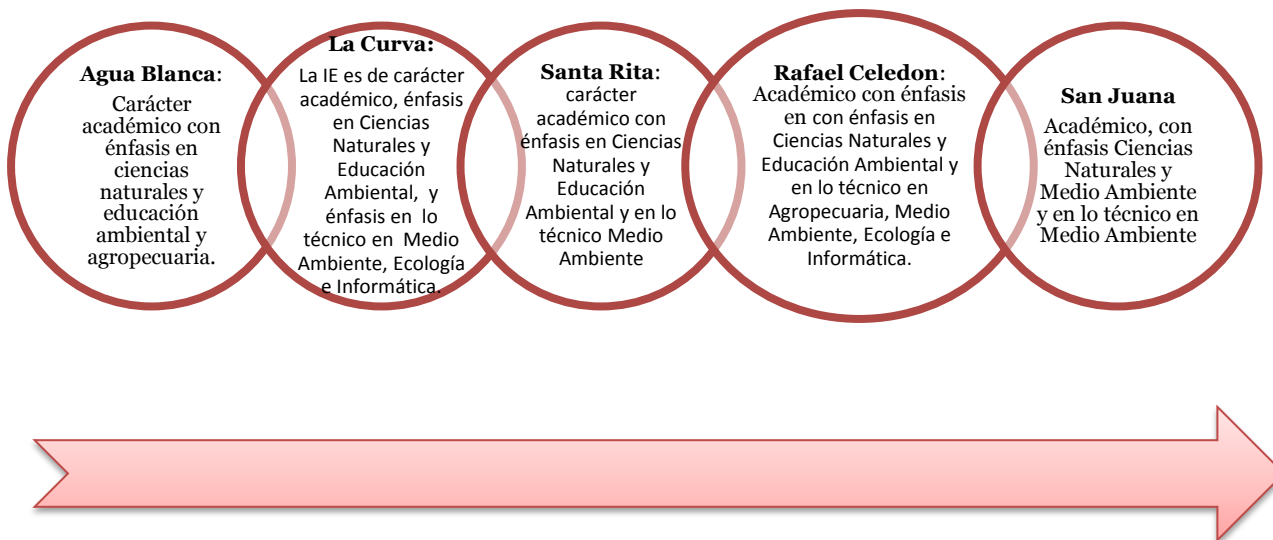 Agua Blanca:
Carácter
académico con
énfasis en
ciencias
naturales y
educación
ambiental y
agropecuaria.
La Curva:
La IE es de carácter
académico, énfasis
en Ciencias
Naturales y
Educación
Ambiental, y
énfasis en lo
técnico en Medio
Ambiente, Ecología
e Informática.
Santa Rita:
carácter
académico con
énfasis en Ciencias
Naturales y
Educación
Ambiental y en lo
técnico Medio
Ambiente
Rafael Celedon:
Académico con énfasis
en con énfasis en
Ciencias Naturales y
Educación Ambiental y
en lo técnico en
Agropecuaria, Medio
Ambiente, Ecología e
Informática.
San Juana
Académico, con
énfasis Ciencias
Naturales y
Medio Ambiente
y en lo técnico en
Medio Ambiente